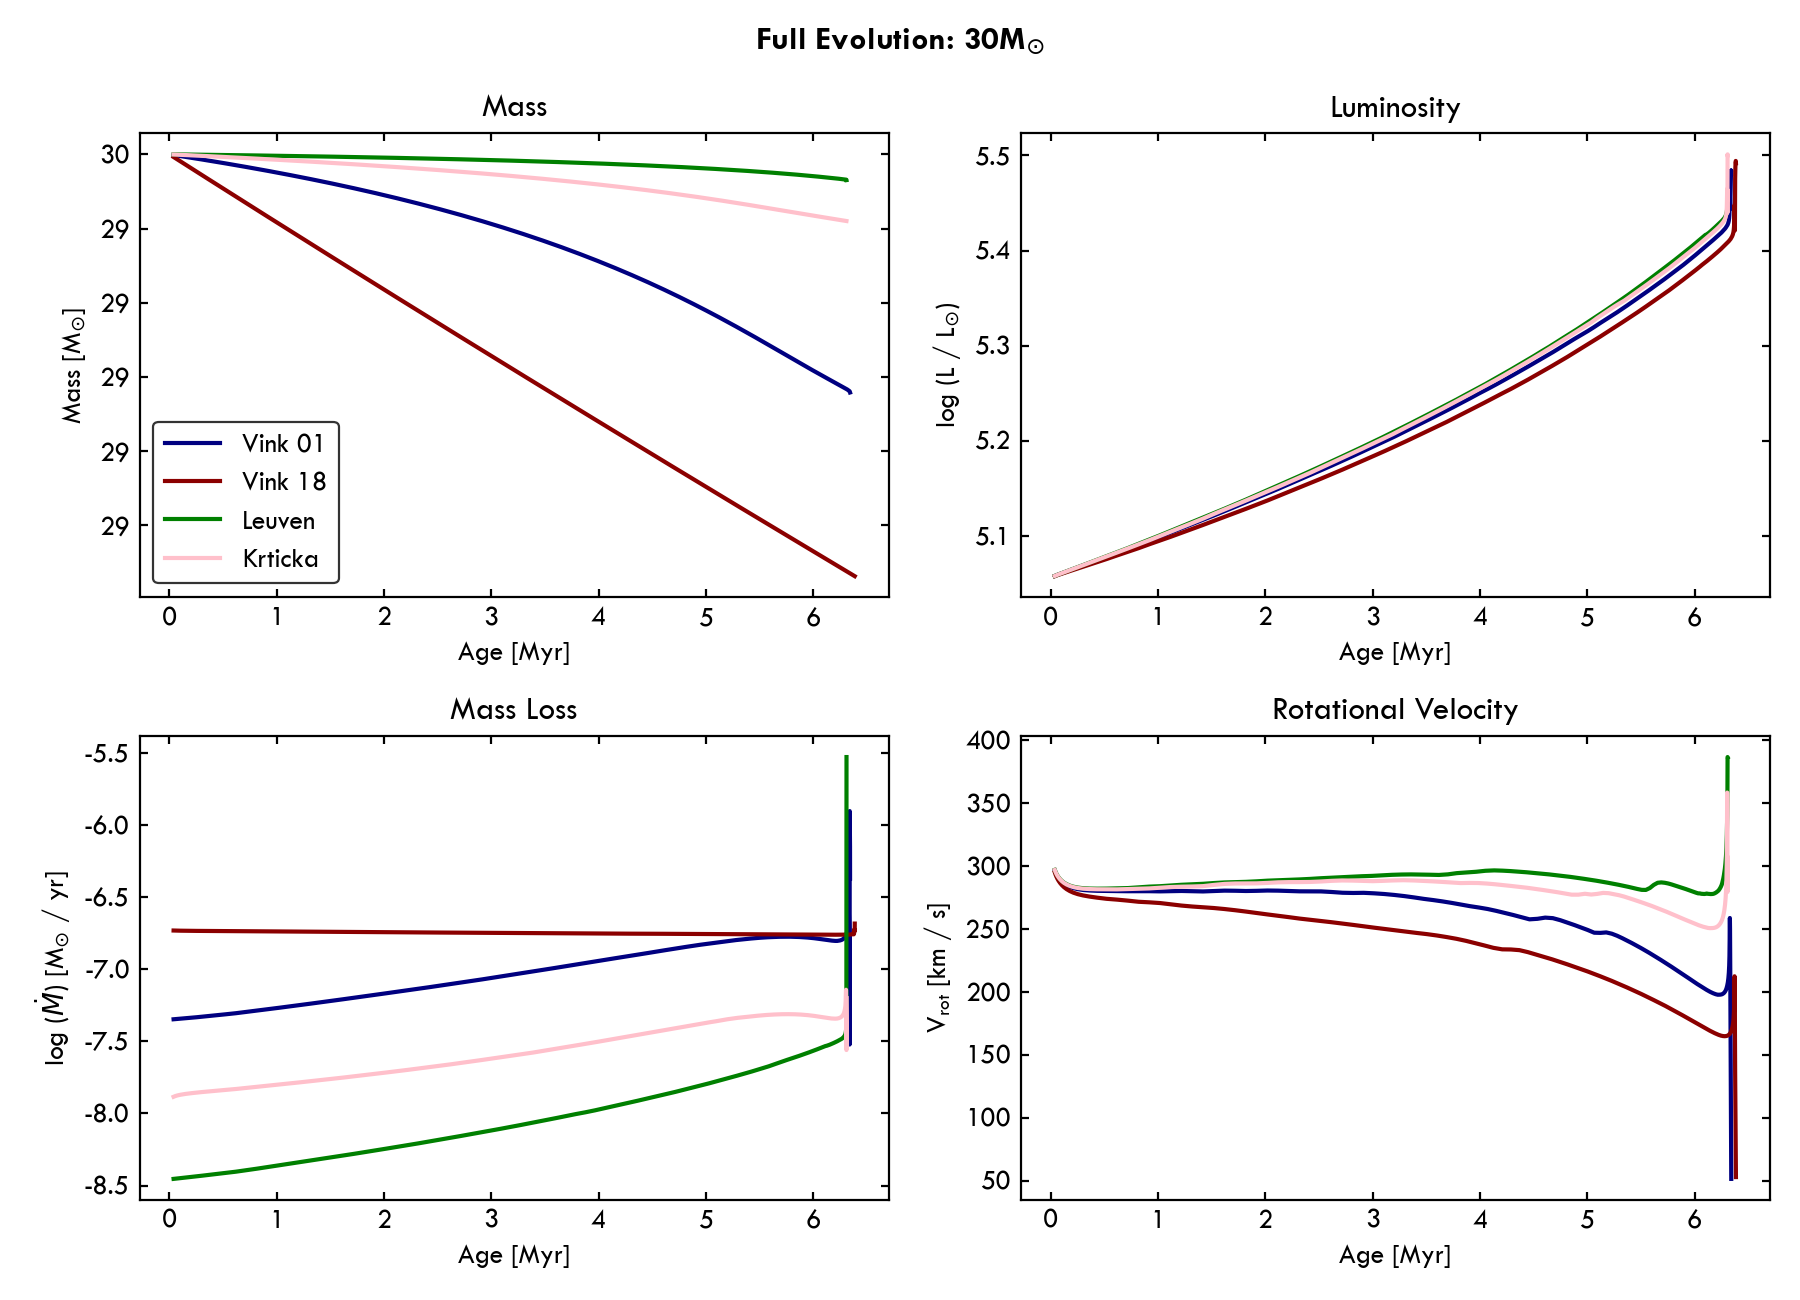 Full Evolution: 30M⊙
Mass
30
29
29
29
29
29
Mass [M⊙]
Vink 01
Vink 18
Leuven
Krticka
0 1 2 3 4 5 6
Age [Myr]
Luminosity
5.5
5.4
5.3
5.2
5.1
log (L / L⊙)
0 1 2 3 4 5 6
Age [Myr]
Mass Loss
-5.5
-6.0
-6.5
-7.0
-7.5
-8.0
-8.5
log (Ṁ) [M⊙ / yr]
0 1 2 3 4 5 6
Age [Myr]
Rotational Velocity
400
350
300
250
200
150
100
50
Vrot [km / s]
0 1 2 3 4 5 6
Age [Myr]